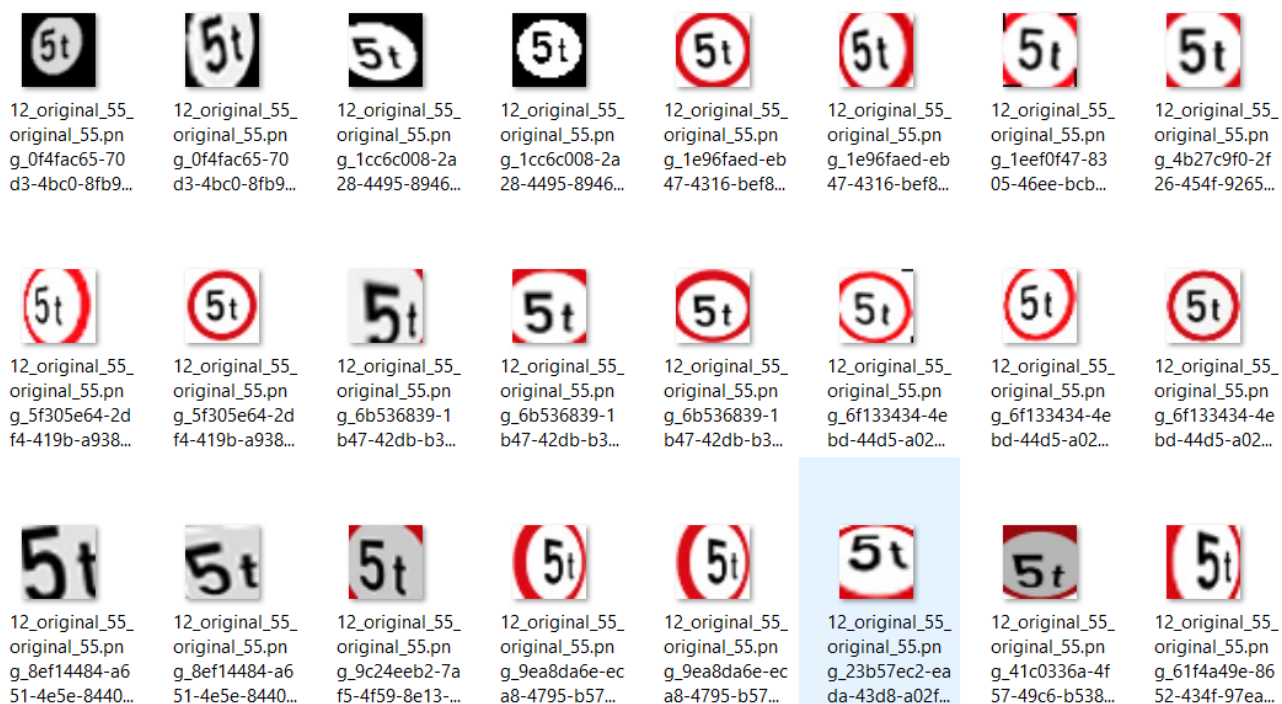 5t 5t 5t 5t 5t 5t 5t 5t
12_original_55_ 12_original_55_ 12_original_55_ 12_original_55_ 12_original_55_ 12_original_55_ 12_original_55_ 12_original_55_
original_55.pn original_55.pn original_55.pn original_55.pn original_55.pn original_55.pn original_55.pn original_55.pn
g_0f4fac65-70 g_0f4fac65-70 g_1cc6c008-2a g_1cc6c008-2a g_1e96faed-eb g_1e96faed-eb g_1eef0f47-83 g_4b27c9f0-2f
d3-4bc0-8fb9... d3-4bc0-8fb9... 28-4495-8946... 28-4495-8946... 47-4316-bef8... 47-4316-bef8... 05-46ee-bcb... 26-454f-9265...
5t 5t 5t 5t 5t 5t 5t 5t
12_original_55_ 12_original_55_ 12_original_55_ 12_original_55_ 12_original_55_ 12_original_55_ 12_original_55_ 12_original_55_
original_55.pn original_55.pn original_55.pn original_55.pn original_55.pn original_55.pn original_55.pn original_55.pn
g_5f305e64-2d g_5f305e64-2d g_6b536839-1 g_6b536839-1 g_6b536839-1 g_6f133434-4e g_6f133434-4e g_6f133434-4e
f4-419b-a938... f4-419b-a938... b47-42db-b3... b47-42db-b3... b47-42db-b3... bd-44d5-a02... bd-44d5-a02... bd-44d5-a02...
5t 5t 5t 5t 5t 5t 5t 5t
12_original_55_ 12_original_55_ 12_original_55_ 12_original_55_ 12_original_55_ 12_original_55_ 12_original_55_ 12_original_55_
original_55.pn original_55.pn original_55.pn original_55.pn original_55.pn original_55.pn original_55.pn original_55.pn
g_8ef14484-a6 g_8ef14484-a6 g_9c24eeb2-7a g_9ea8da6e-ec g_9ea8da6e-ec g_23b57ec2-ea g_41c0336a-4f g_61f4a49e-86
51-4e5e-8440... 51-4e5e-8440... f5-4f59-8e13-... a8-4795-b57... a8-4795-b57... da-43d8-a02f... 57-49c6-b538... 52-434f-97ea...